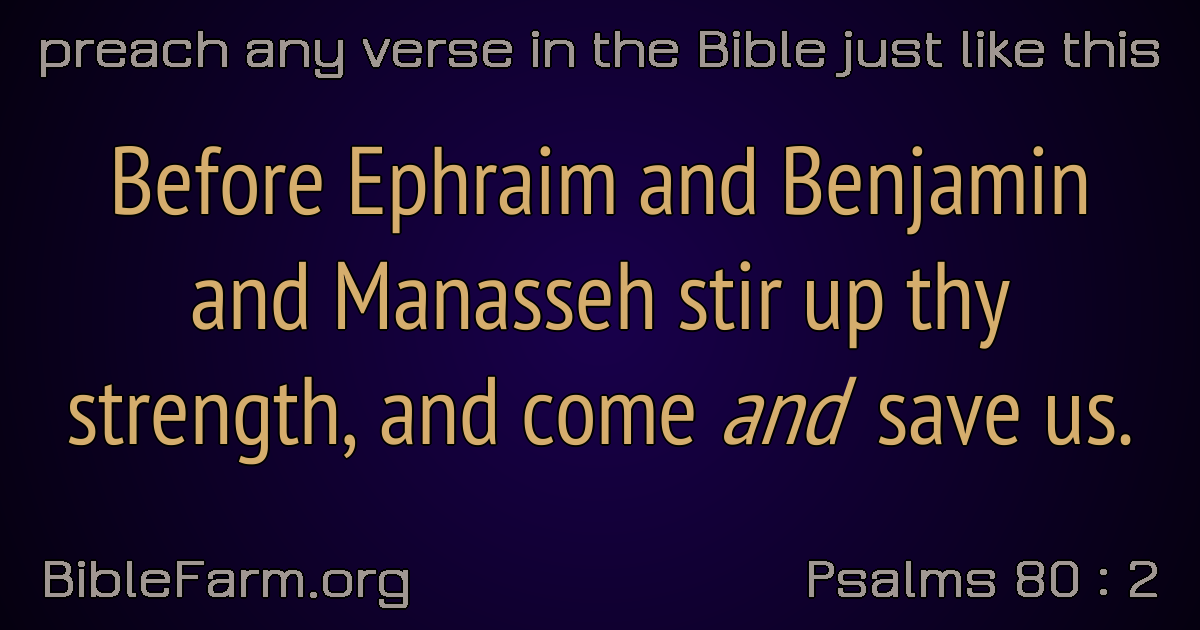 preach any verse in the Bible just like this
Before Ephraim and Benjamin
and Manasseh stir up thy
strength, and come and save us.
BibleFarm.org
Psalms 80 : 2